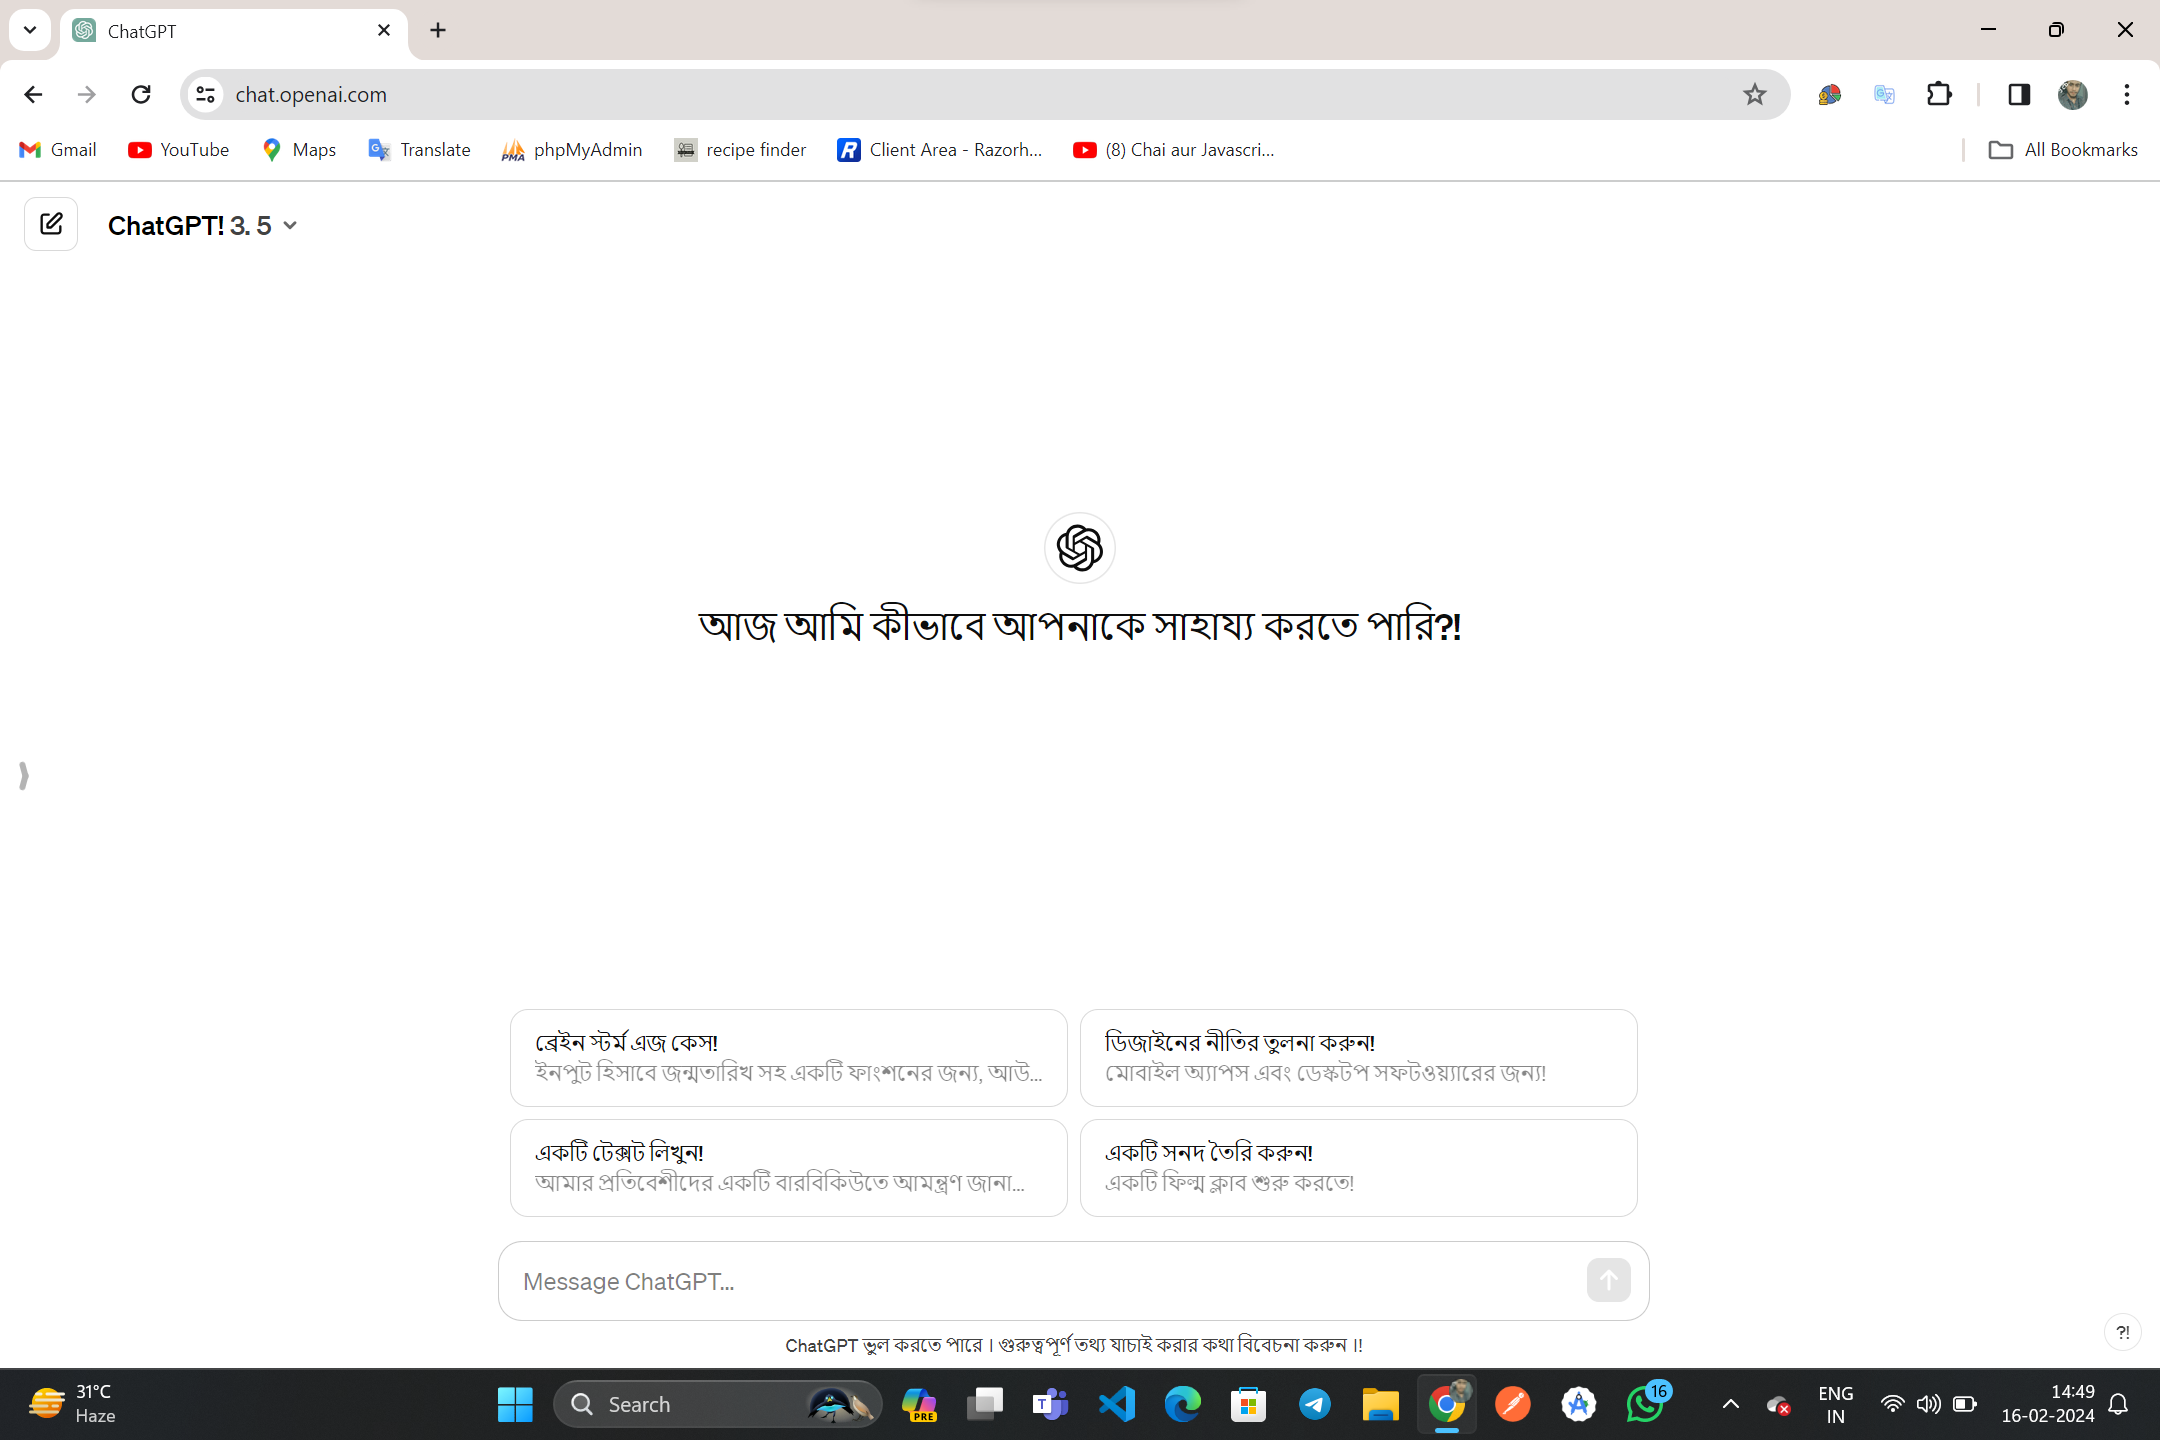 ChatGPT
chat.openai.com
Gmail
YouTube
Maps
Translate
PMA phpMyAdmin
recipe finder
R Client Area - Razorh...
(8) Chai aur Javascri...
All Bookmarks
ChatGPT! 3. 5
আজ আমি কীভাবে আপনাকে সাহায্য করতে পারি?!
ব্রেইন স্টর্ম এজ কেস!
ইনপুট হিসাবে জন্মতারিখ সহ একটি ফাংশনের জন্য, আউ...
ডিজাইনের নীতির তুলনা করুন!
মোবাইল অ্যাপস এবং ডেস্কটপ সফটওয়্যারের জন্য!
একটি টেক্সট লিখুন!
আমার প্রতিবেশীদের একটি বারবিকিউতে আমন্ত্রণ জানা...
একটি সনদ তৈরি করুন!
একটি ফিল্ম ক্লাব শুরু করতে!
Message ChatGPT...
ChatGPT ভুল করতে পারে । গুরুত্বপূর্ণ তথ্য যাচাই করার কথা বিবেচনা করুন ।!
?!
31°C
Haze
Search
PRE
T
16
ENG
IN
14:49
16-02-2024